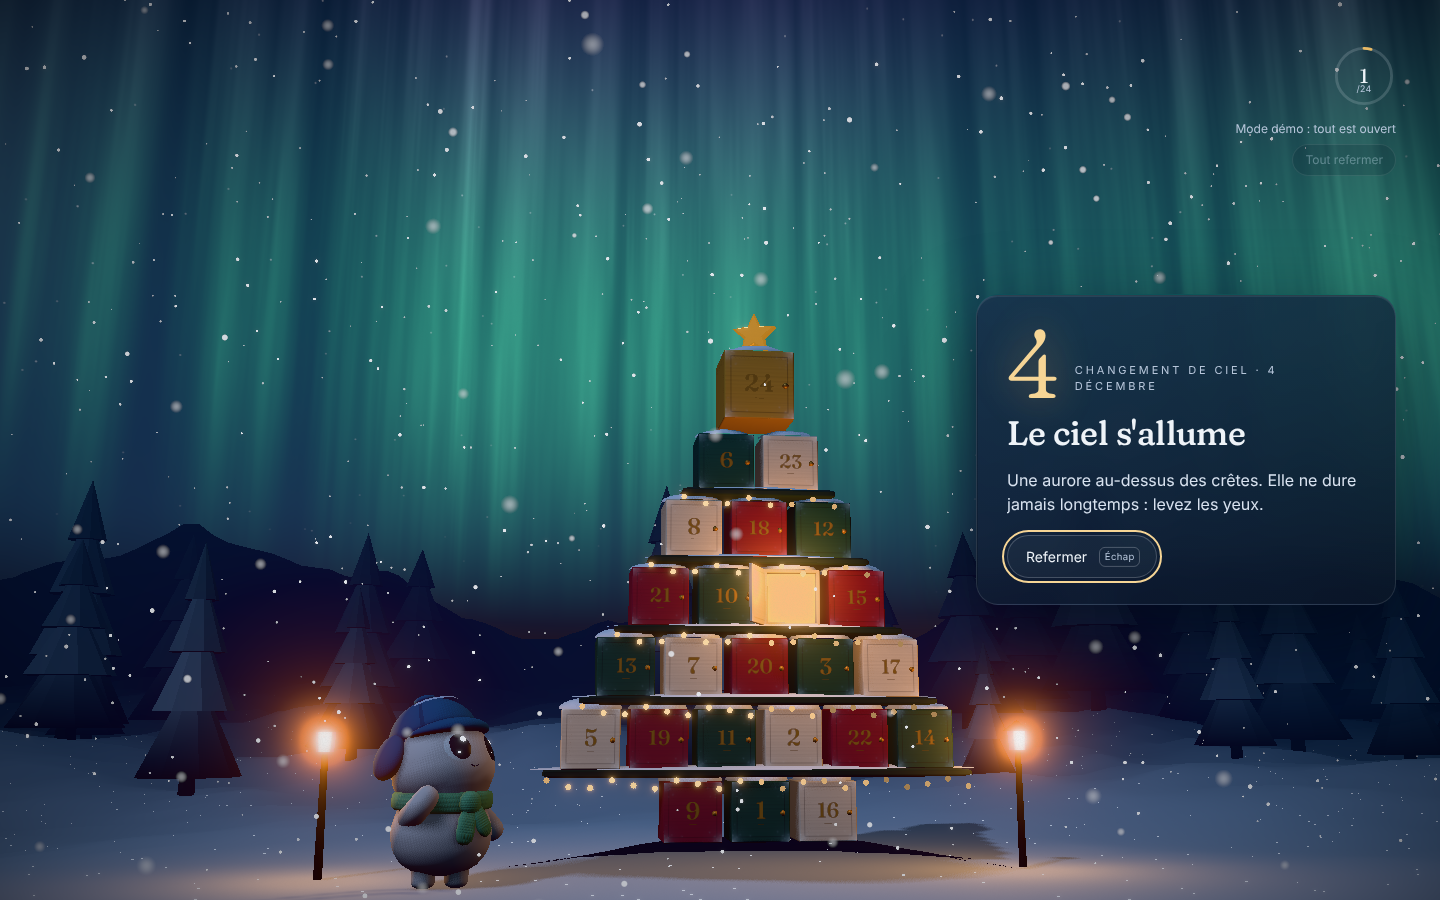 1
/24
Mode démo : tout est ouvert
Tout refermer
4
CHANGEMENT DE CIEL · 4
DÉCEMBRE
Le ciel s'allume
Une aurore au-dessus des crêtes. Elle ne dure
jamais longtemps : levez les yeux.
Refermer Échap
24
6 23
8 18 12
21 10 15
13 7 20 3 17
5 19 11 2 22 14
9 1 16